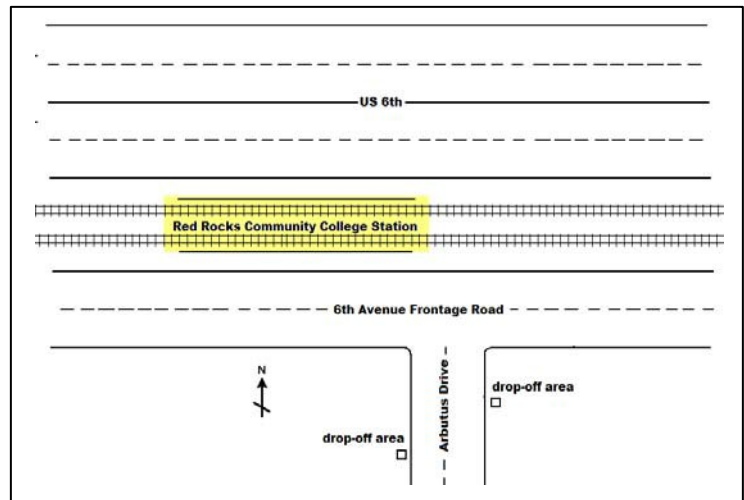 US 6th
Red Rocks Community College Station
6th Avenue Frontage Road
N
Arbutus Drive
drop-off area
drop-off area